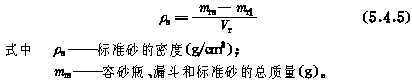 ρₛ = (mᵣₛ − mᵣ₁) / Vᵣ (5.4.5)
式中 ρₛ——标准砂的密度(g/cm³);
mᵣₛ——容砂瓶、漏斗和标准砂的总质量(g)。